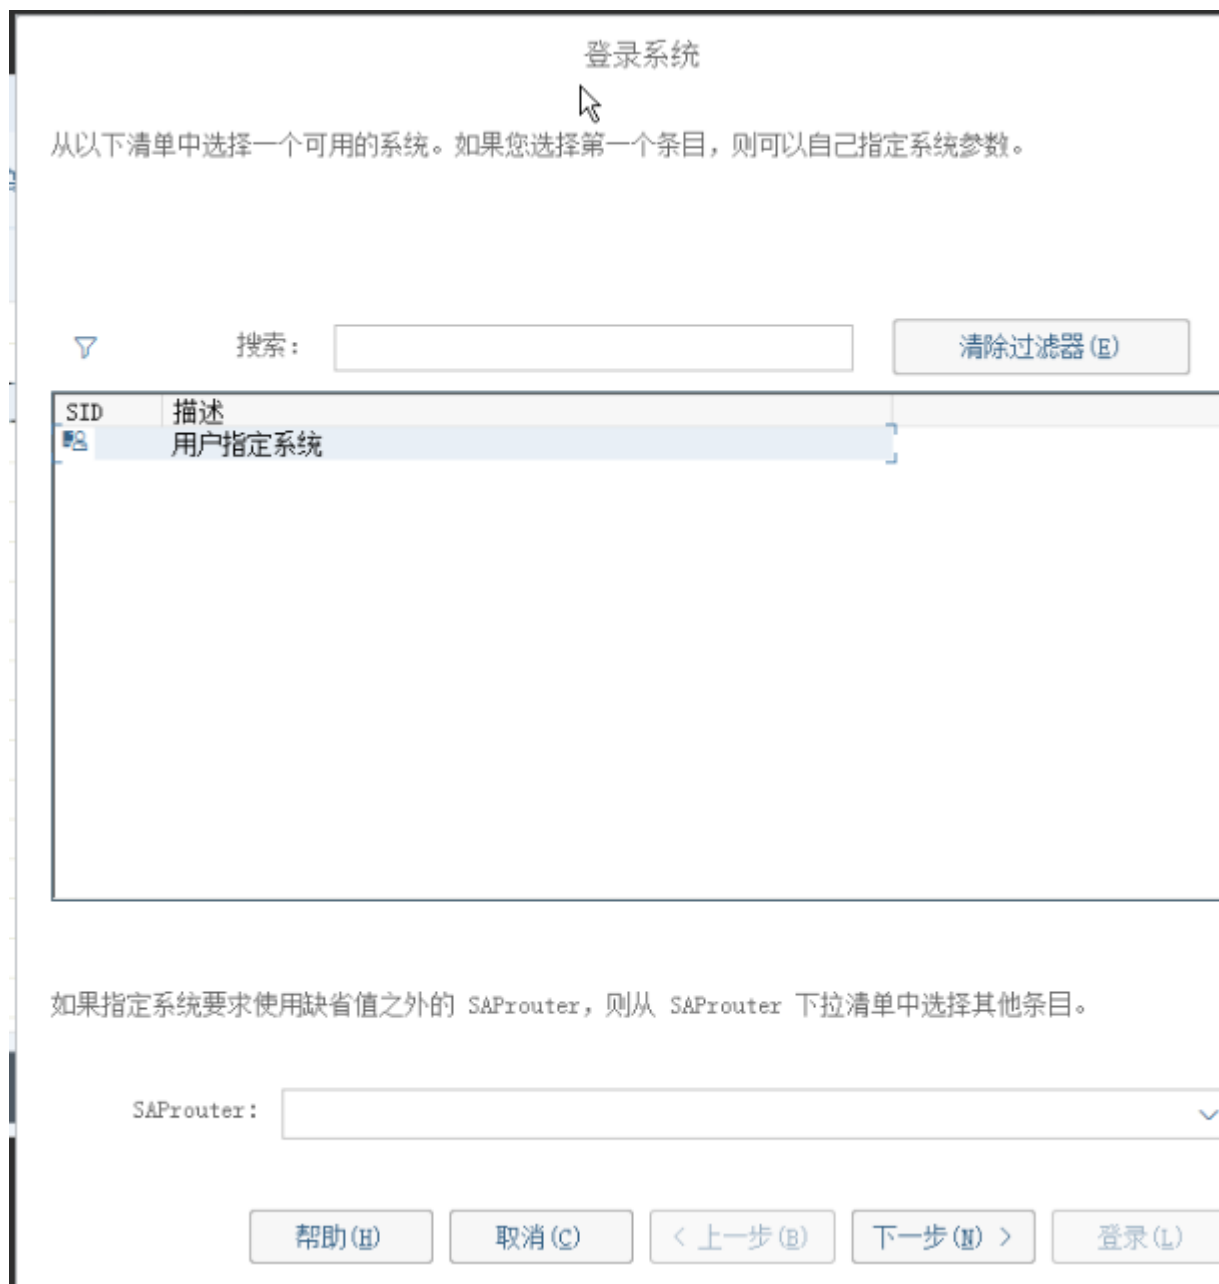 登录系统
从以下清单中选择一个可用的系统。如果您选择第一个条目，则可以自己指定系统参数。
搜索：
清除过滤器(E)
SID 描述
用户指定系统
如果指定系统要求使用缺省值之外的 SAProuter，则从 SAProuter 下拉清单中选择其他条目。
SAProuter:
帮助(H) 取消(C) < 上一步(B) 下一步(N) > 登录(L)